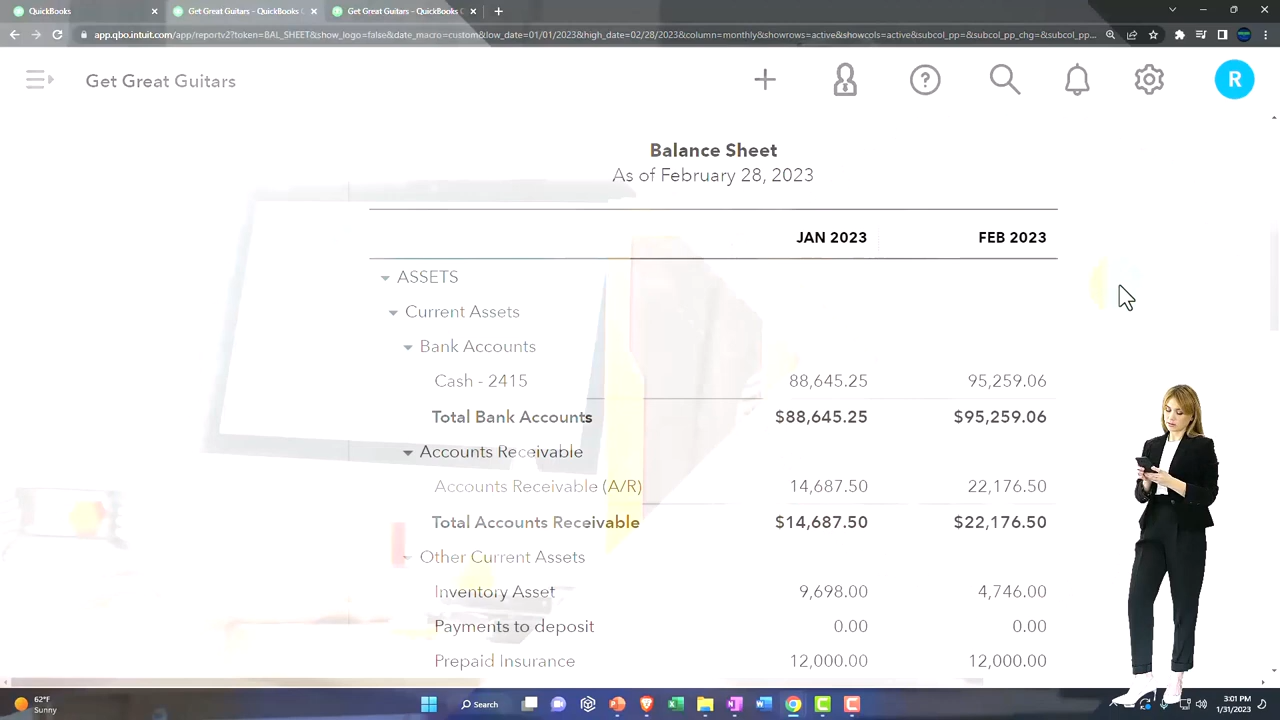 QuickBooks
Get Great Guitars - QuickBooks O
Get Great Guitars - QuickBooks O
app.qbo.intuit.com/app/reportv2?token=BAL_SHEET&show_logo=false&date_macro=custom&low_date=01/01/2023&high_date=02/28/2023&column=monthly&showrows=active&showcols=active&subcol_pp=&subcol_pp_chg=&subcol_pp...
Get Great Guitars
R
Balance Sheet
As of February 28, 2023
JAN 2023 FEB 2023
ASSETS
Current Assets
Bank Accounts
Cash - 2415 88,645.25 95,259.06
Total Bank Accounts $88,645.25 $95,259.06
Accounts Receivable
Accounts Receivable (A/R) 14,687.50 22,176.50
Total Accounts Receivable $14,687.50 $22,176.50
Other Current Assets
Inventory Asset 9,698.00 4,746.00
Payments to deposit 0.00 0.00
Prepaid Insurance 12,000.00 12,000.00
62°F
Sunny
Search
3:01 PM
1/31/2023